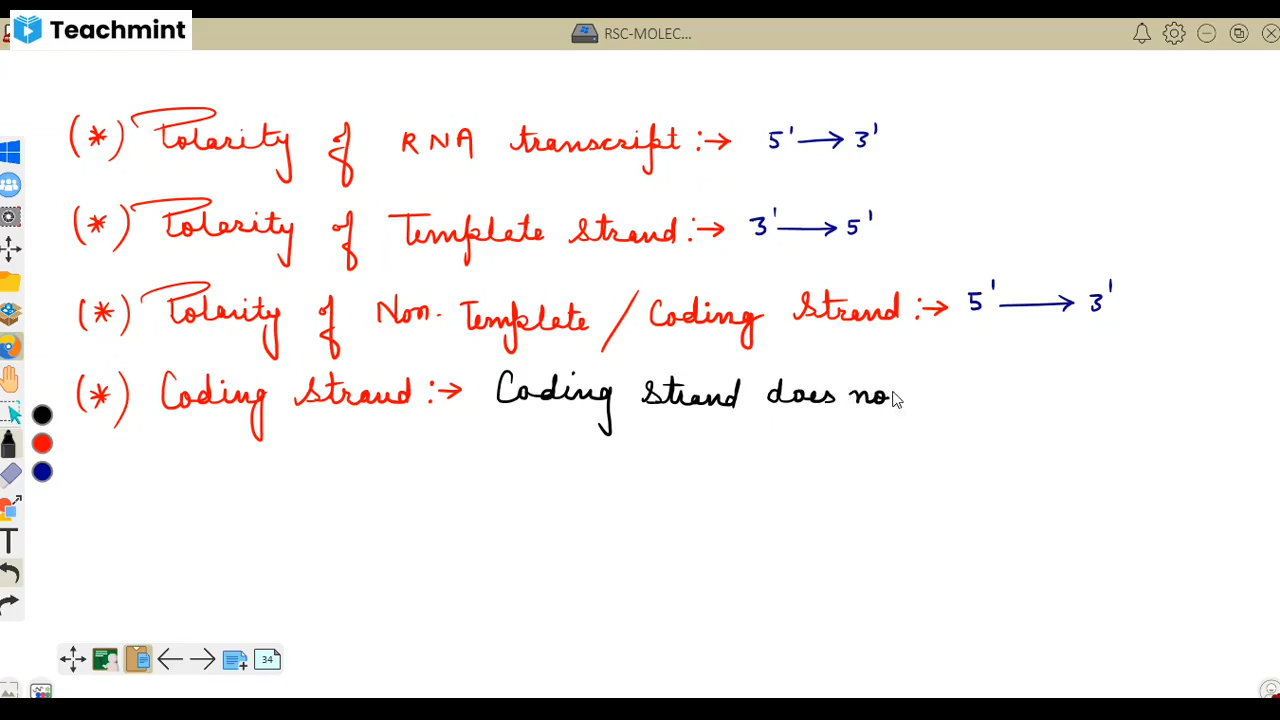 Teachmint
RSC-MOLEC...
(*) Polarity of RNA transcript :→ 5' → 3'
(*) Polarity of Template Strand :→ 3' → 5'
(*) Polarity of Non-Template / Coding Strand :→ 5' → 3'
(*) Coding Strand :→ Coding Strand does no
T
34